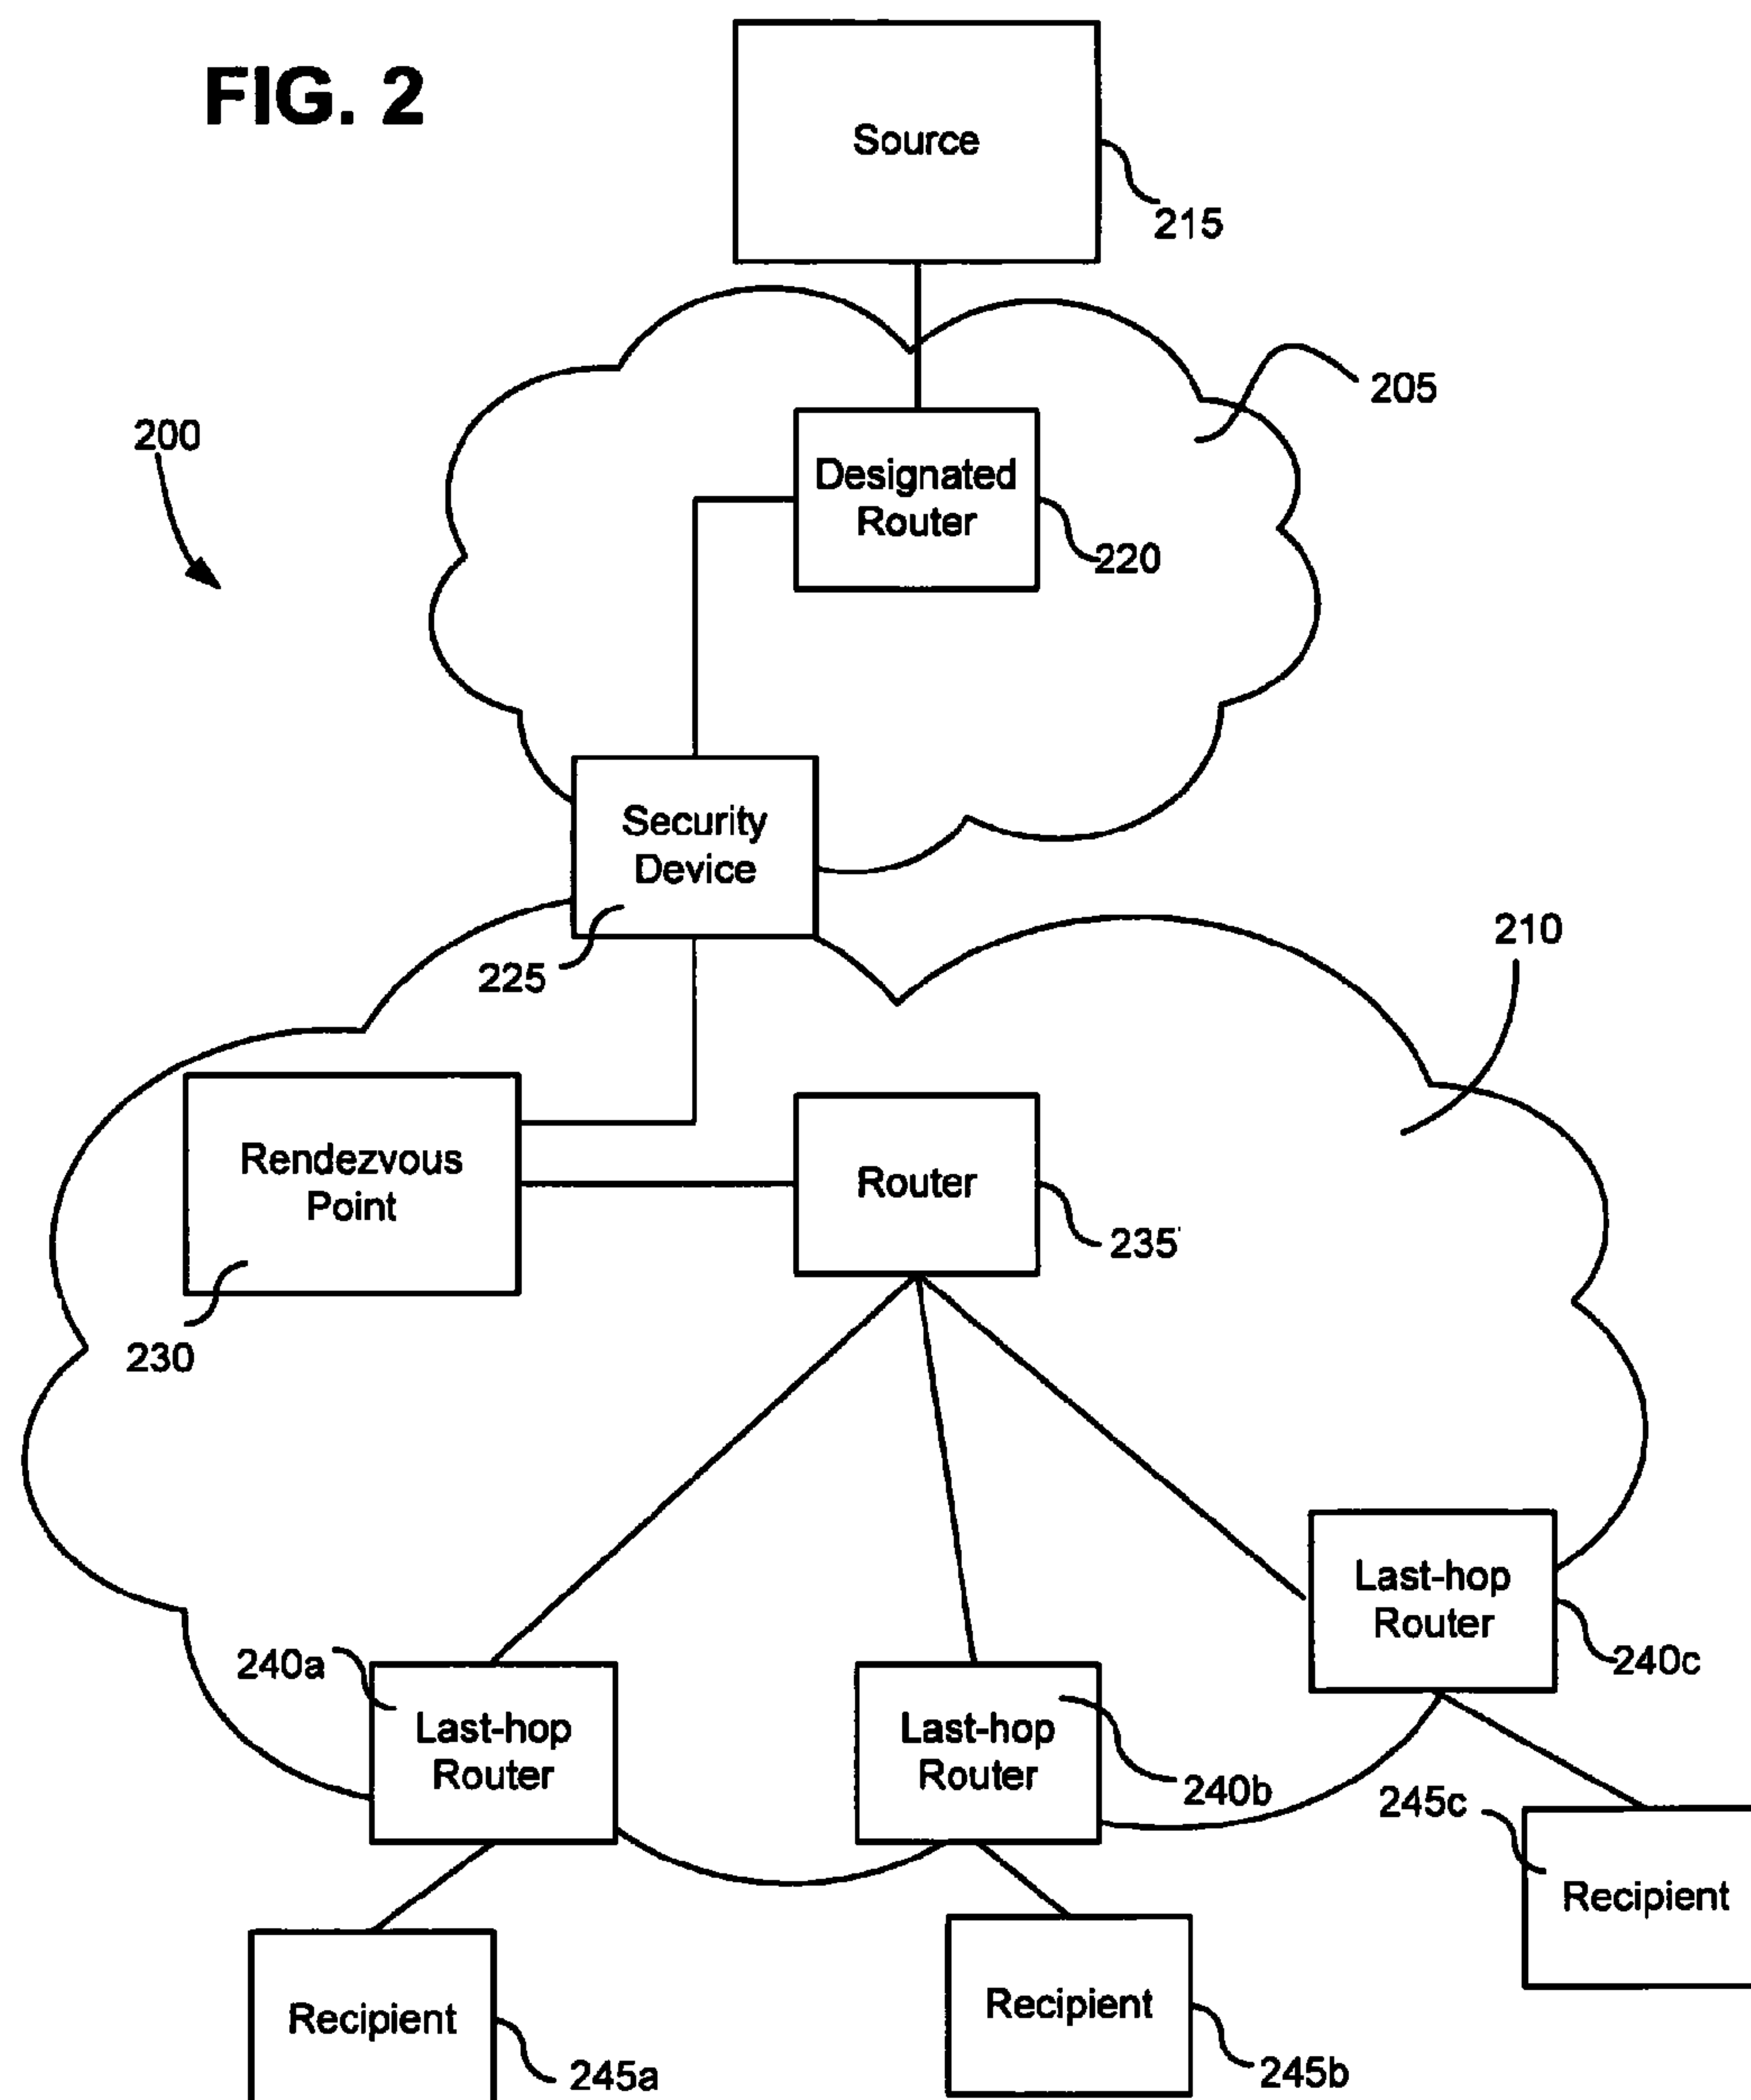 FIG. 2
Source
215
205
200
Designated
Router
220
Security
Device
225
210
Rendezvous
Point
230
Router
235
Last-hop
Router
240c
240a
Last-hop
Router
Last-hop
Router
240b
245c
Recipient
Recipient
245a
Recipient
245b